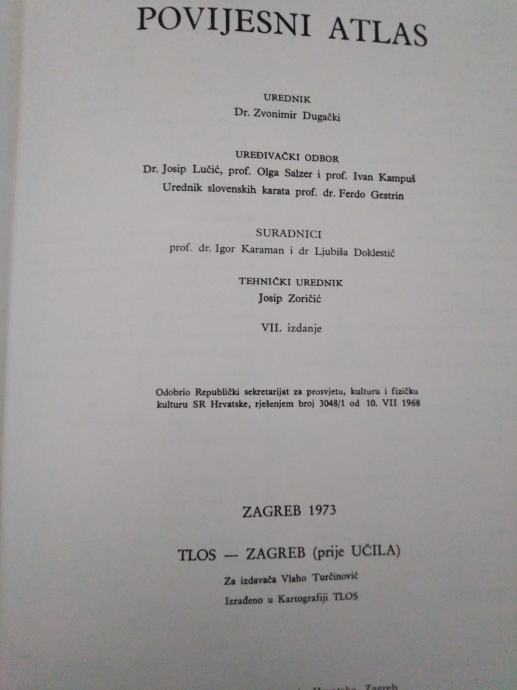 POVIJESNI ATLAS
UREDNIK
Dr. Zvonimir Dugački
UREĐIVAČKI ODBOR
Dr. Josip Lučić, prof. Olga Salzer i prof. Ivan Kampuš
Urednik slovenskih karata prof. dr. Ferdo Gestrin
SURADNICI
prof. dr. Igor Karaman i dr Ljubiša Doklestić
TEHNIČKI UREDNIK
Josip Zoričić
VII. izdanje
Odobrio Republički sekretarijat za prosvjetu, kulturu i fizičku
kulturu SR Hrvatske, rješenjem broj 3048/1 od 10. VII 1968
ZAGREB 1973
TLOS — ZAGREB (prije UČILA)
Za izdavača Vlaho Turčinović
Izrađeno u Kartografiji TLOS
Zagreb